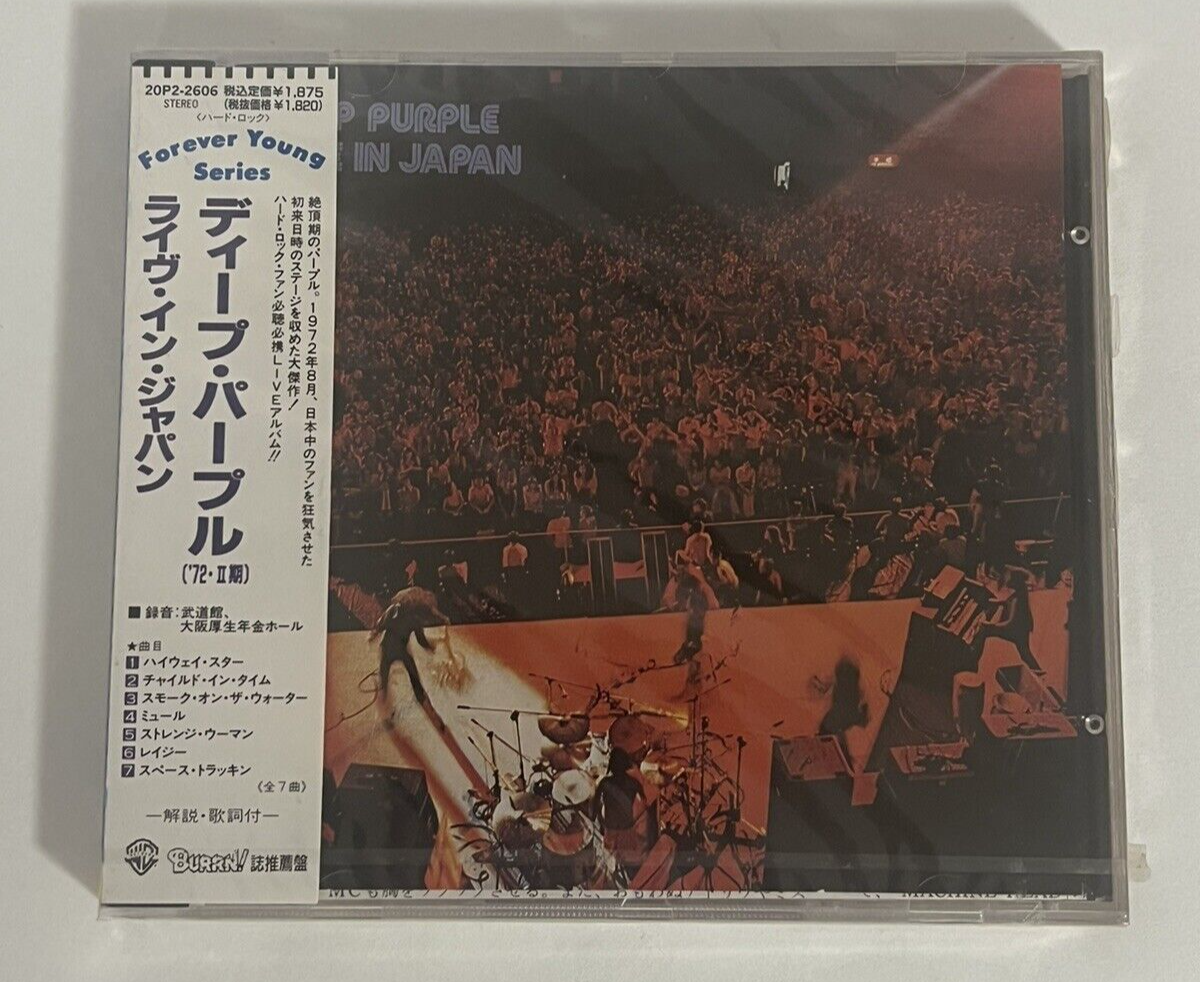 20P2-2606 税込定価¥1,875
STEREO (税抜価格¥1,820)
〈ハード・ロック〉
Forever Young
Series
絶頂期のパープル。1972年8月、日本中のファンを狂気させた
初来日時のステージを収めた大傑作!
ハード・ロック・ファン必聴必携LIVEアルバム!!
ディープ・パープル
('72・II期)
ライヴ・イン・ジャパン
■ 録音:武道館、
大阪厚生年金ホール
★曲目
1 ハイウェイ・スター
2 チャイルド・イン・タイム
3 スモーク・オン・ザ・ウォーター
4 ミュール
5 ストレンジ・ウーマン
6 レイジー
7 スペース・トラッキン
《全7曲》
—解説・歌詞付—
WB BURRN!誌推薦盤
P PURPLE
IN JAPAN